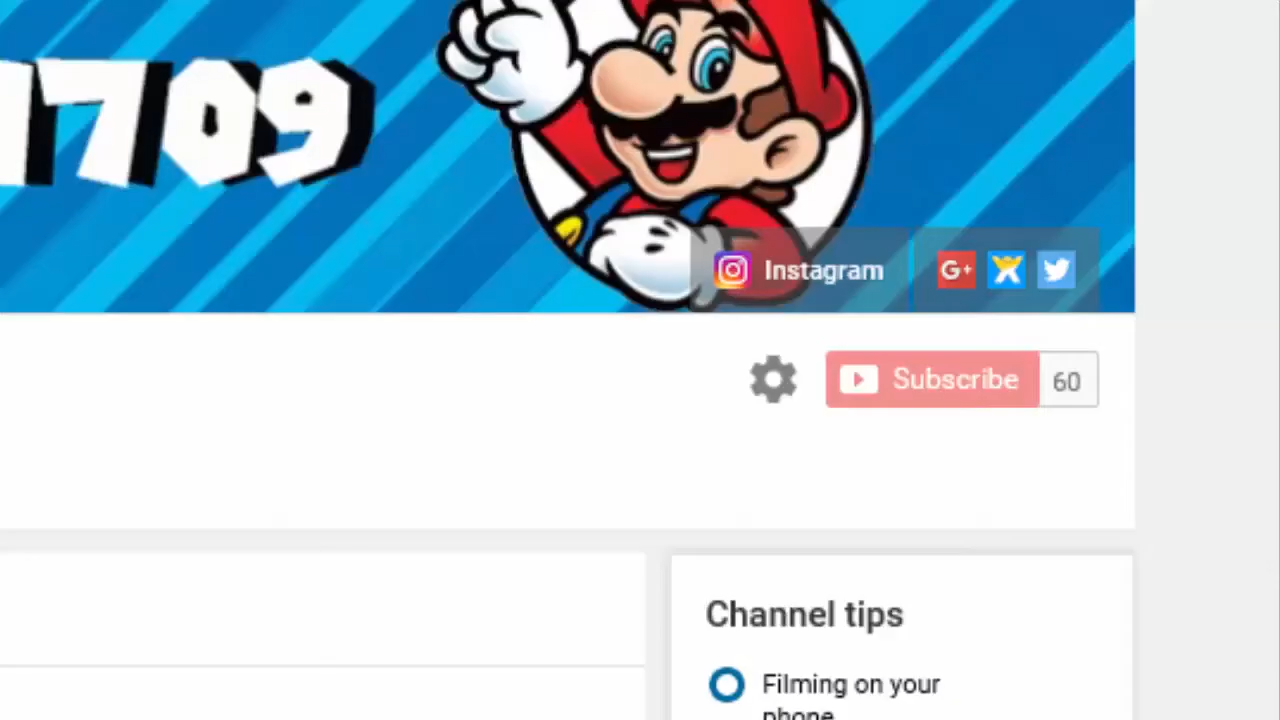 1709
Instagram
G+
Subscribe 60
Channel tips
Filming on your
phone